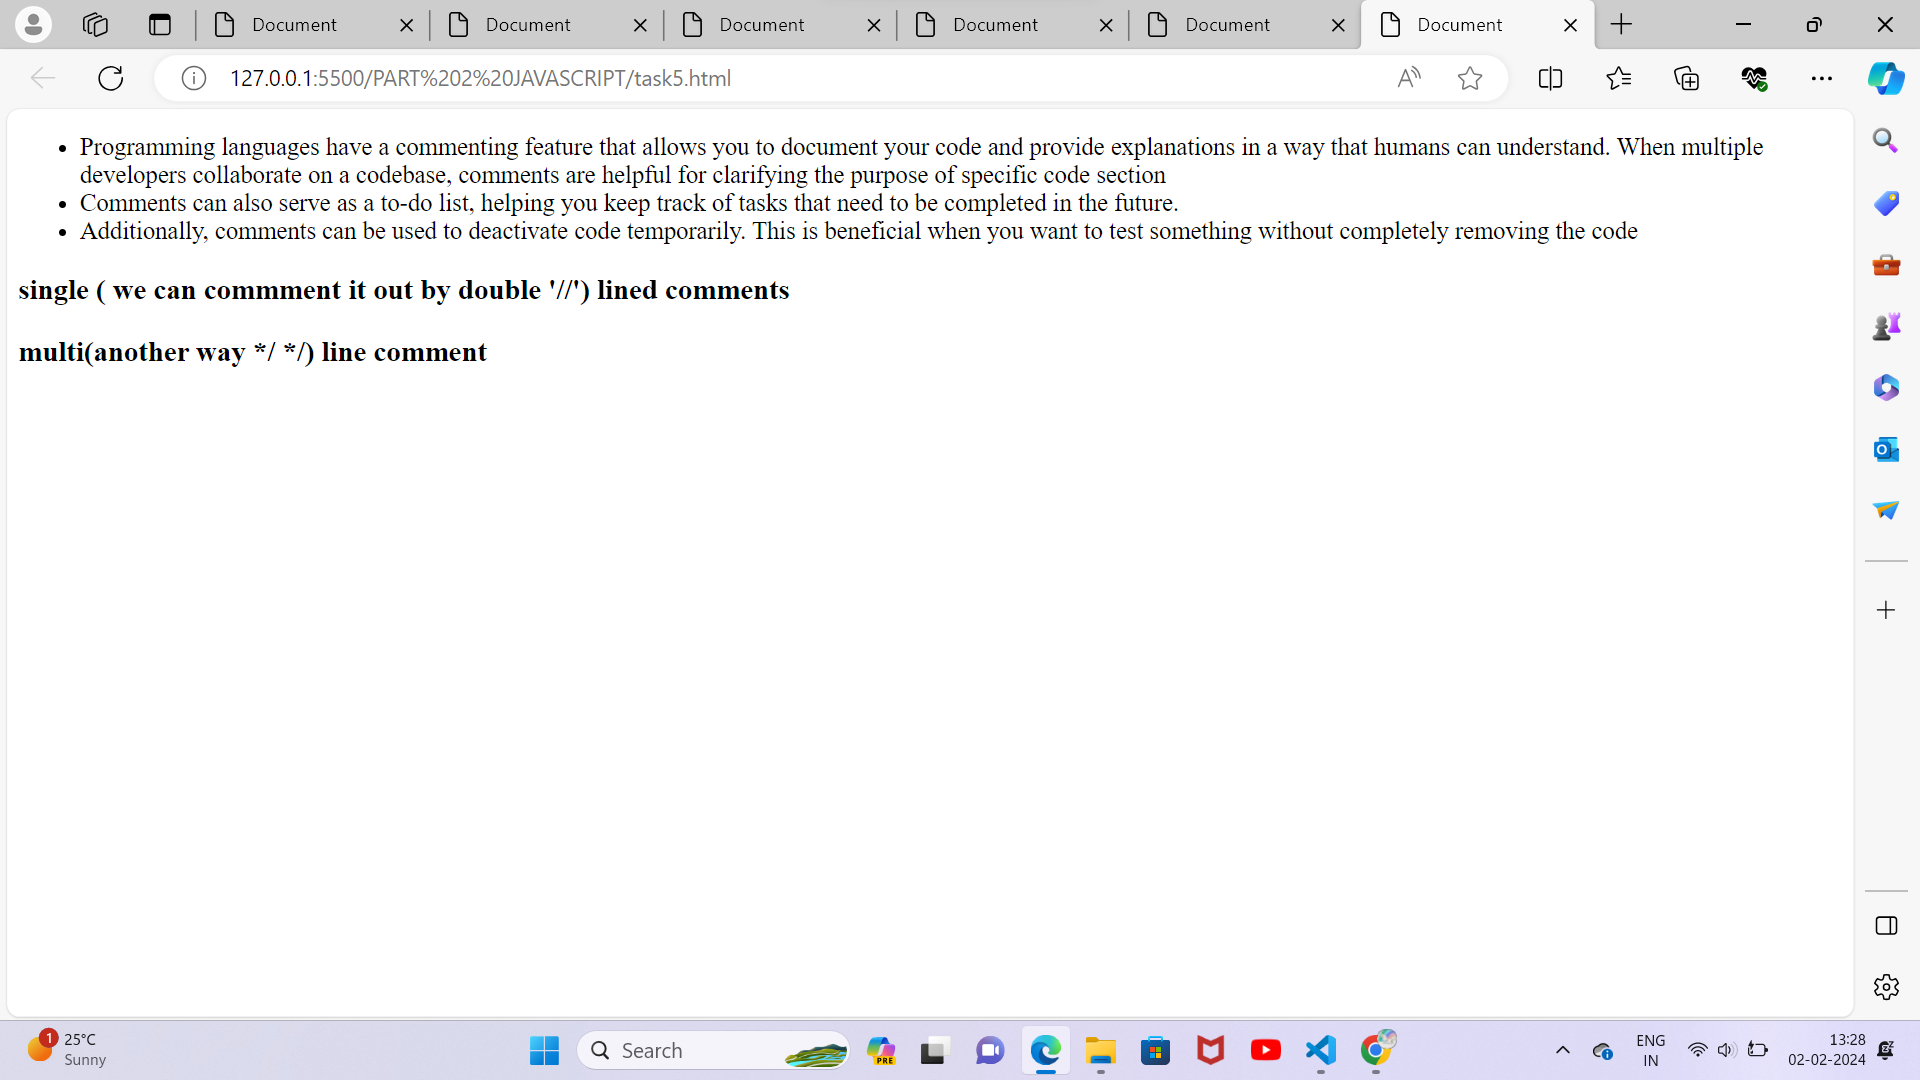 Document Document Document Document Document Document
127.0.0.1:5500/PART%202%20JAVASCRIPT/task5.html
• Programming languages have a commenting feature that allows you to document your code and provide explanations in a way that humans can understand. When multiple
developers collaborate on a codebase, comments are helpful for clarifying the purpose of specific code section
• Comments can also serve as a to-do list, helping you keep track of tasks that need to be completed in the future.
• Additionally, comments can be used to deactivate code temporarily. This is beneficial when you want to test something without completely removing the code
single ( we can commment it out by double '//') lined comments
multi(another way */ */) line comment
1 25°C
Sunny
Search
PRE
ENG
IN
13:28
02-02-2024